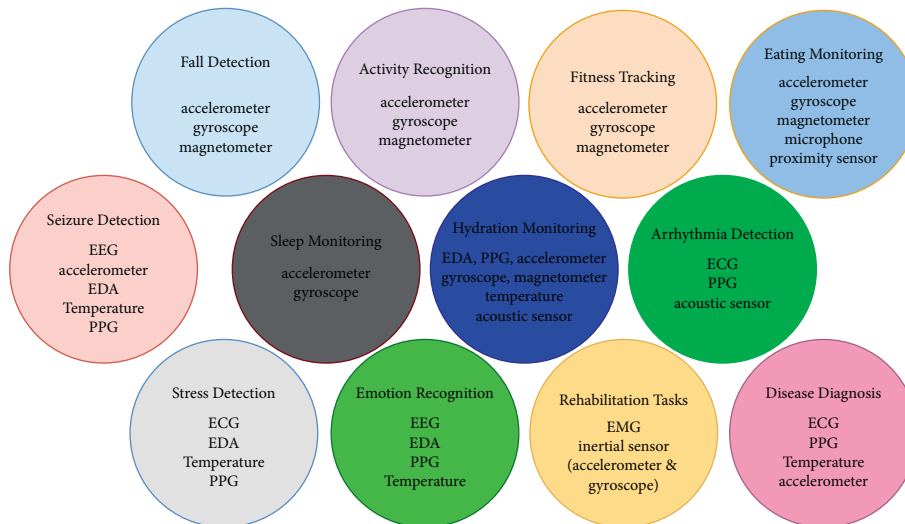 Fall Detection
accelerometer
gyroscope
magnetometer
Activity Recognition
accelerometer
gyroscope
magnetometer
Fitness Tracking
accelerometer
gyroscope
magnetometer
Eating Monitoring
accelerometer
gyroscope
magnetometer
microphone
proximity sensor
Seizure Detection
EEG
accelerometer
EDA
Temperature
PPG
Sleep Monitoring
accelerometer
gyroscope
Hydration Monitoring
EDA, PPG, accelerometer
gyroscope, magnetometer
temperature
acoustic sensor
Arrhythmia Detection
ECG
PPG
acoustic sensor
Stress Detection
ECG
EDA
Temperature
PPG
Emotion Recognition
EEG
EDA
PPG
Temperature
Rehabilitation Tasks
EMG
inertial sensor
(accelerometer &
gyroscope)
Disease Diagnosis
ECG
PPG
Temperature
accelerometer